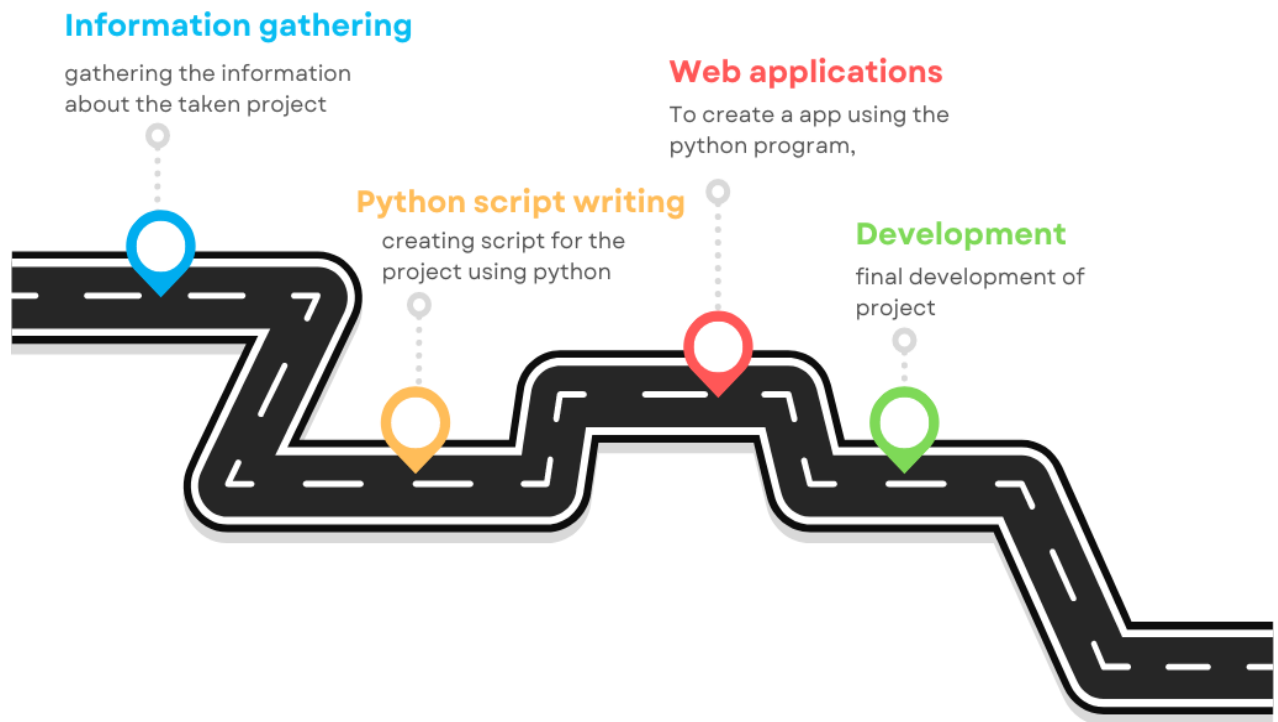 Information gathering
gathering the information
about the taken project
Python script writing
creating script for the
project using python
Web applications
To create a app using the
python program,
Development
final development of
project